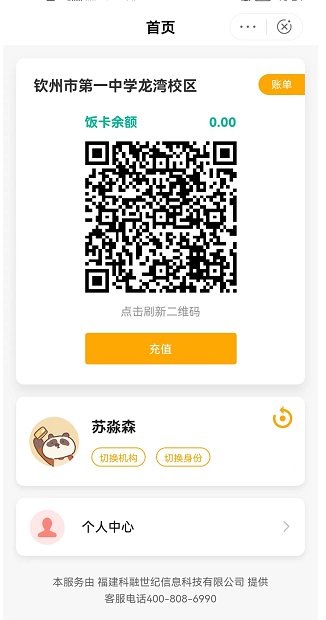 首页
钦州市第一中学龙湾校区
账单
饭卡余额 0.00
点击刷新二维码
充值
苏淼森
切换机构 切换身份
个人中心
本服务由 福建科融世纪信息科技有限公司 提供
客服电话400-808-6990